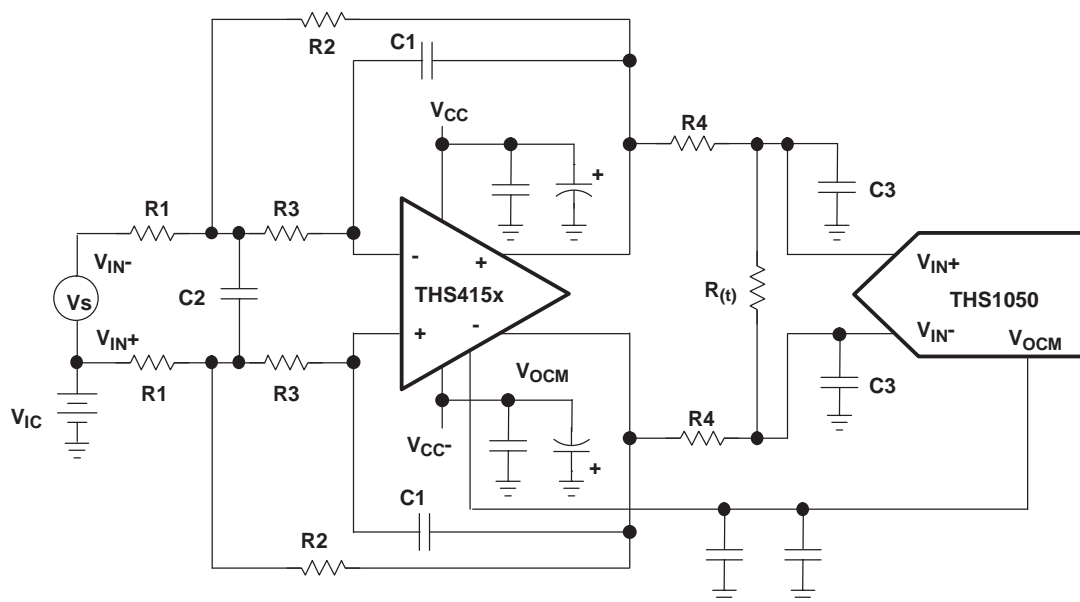 R2
C1
VCC
R4
+
C3
R1
R3
VIN-
-
+
VIN+
Vs
C2
THS415x
R(t)
THS1050
VIN+
+
-
VIN-
VOCM
R1
R3
VOCM
C3
VIC
R4
VCC-
+
C1
R2